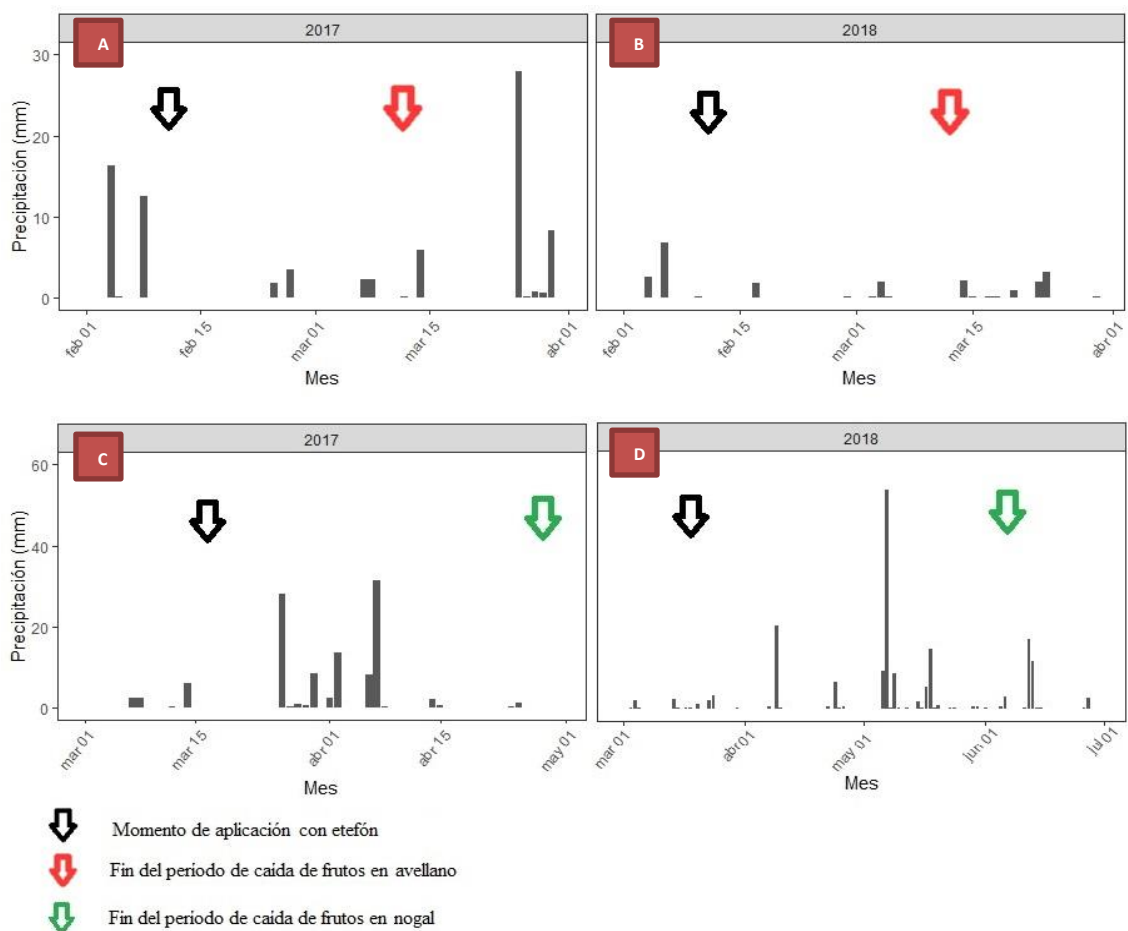 A
2017
B
2018
Precipitación (mm)
30
20
10
0
feb 01
feb 15
mar 01
mar 15
abr 01
Mes
feb 01
feb 15
mar 01
mar 15
abr 01
Mes
C
2017
D
2018
Precipitación (mm)
60
40
20
0
mar 01
mar 15
abr 01
abr 15
may 01
Mes
mar 01
abr 01
may 01
jun 01
jul 01
Mes
Momento de aplicación con etefón
Fin del período de caida de frutos en avellano
Fin del periodo de caida de frutos en nogal